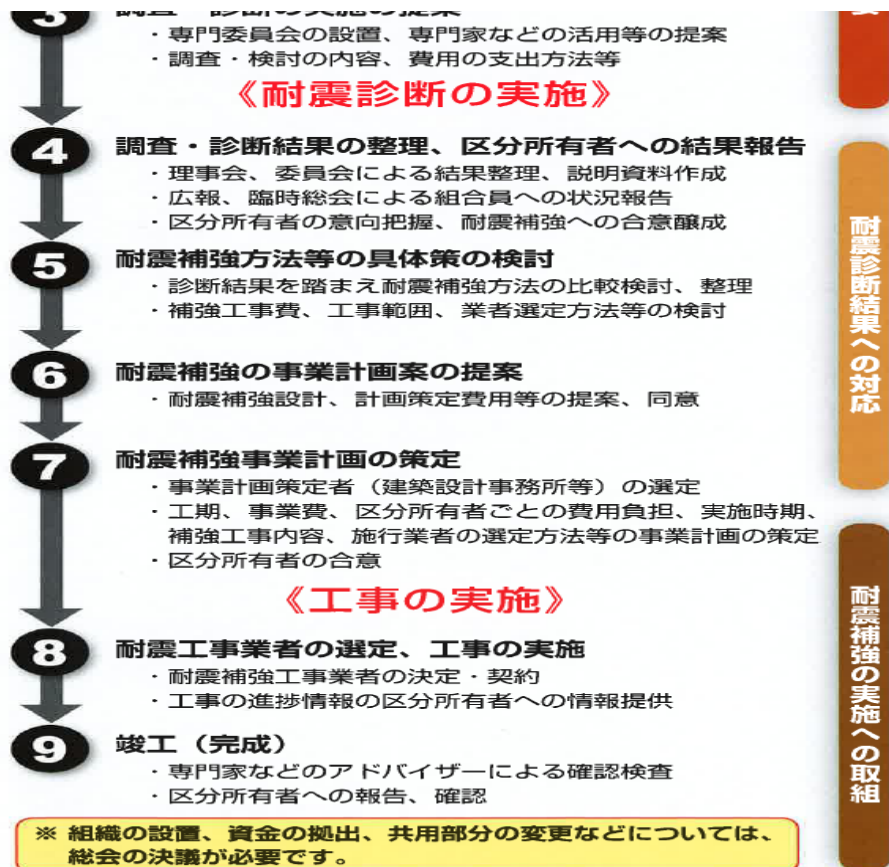 3 調査・診断の実施の提案
・専門委員会の設置、専門家などの活用等の提案
・調査・検討の内容、費用の支出方法等
《耐震診断の実施》
4 調査・診断結果の整理、区分所有者への結果報告
・理事会、委員会による結果整理、説明資料作成
・広報、臨時総会による組合員への状況報告
・区分所有者の意向把握、耐震補強への合意醸成
5 耐震補強方法等の具体策の検討
・診断結果を踏まえ耐震補強方法の比較検討、整理
・補強工事費、工事範囲、業者選定方法等の検討
6 耐震補強の事業計画案の提案
・耐震補強設計、計画策定費用等の提案、同意
7 耐震補強事業計画の策定
・事業計画策定者（建築設計事務所等）の選定
・工期、事業費、区分所有者ごとの費用負担、実施時期、
補強工事内容、施行業者の選定方法等の事業計画の策定
・区分所有者の合意
《工事の実施》
8 耐震工事業者の選定、工事の実施
・耐震補強工事業者の決定・契約
・工事の進捗情報の区分所有者への情報提供
9 竣工（完成）
・専門家などのアドバイザーによる確認検査
・区分所有者への報告、確認
※ 組織の設置、資金の拠出、共用部分の変更などについては、
総会の決議が必要です。
耐震診断結果への対応
耐震補強の実施への取組